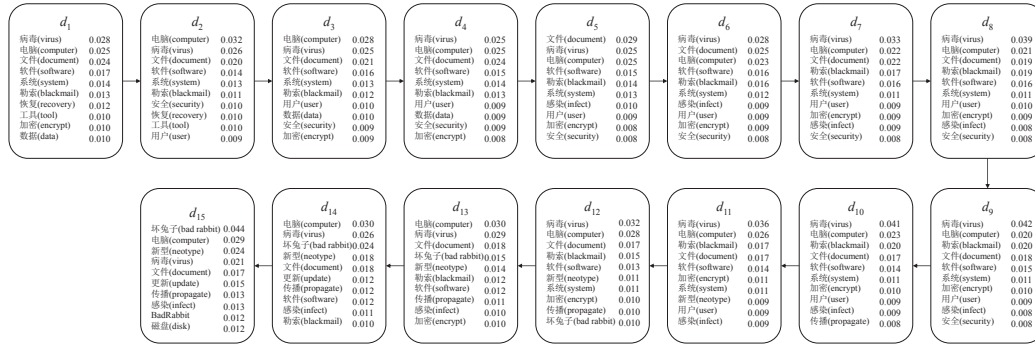 d1
病毒(virus) 0.028
电脑(computer) 0.025
文件(document) 0.024
软件(software) 0.017
系统(system) 0.014
勒索(blackmail) 0.013
恢复(recovery) 0.012
工具(tool) 0.010
加密(encrypt) 0.010
数据(data) 0.010
d2
电脑(computer) 0.032
病毒(virus) 0.026
文件(document) 0.020
软件(software) 0.014
系统(system) 0.013
勒索(blackmail) 0.011
安全(security) 0.010
恢复(recovery) 0.010
工具(tool) 0.010
用户(user) 0.009
d3
电脑(computer) 0.028
病毒(virus) 0.025
文件(document) 0.021
软件(software) 0.016
系统(system) 0.013
勒索(blackmail) 0.012
用户(user) 0.010
数据(data) 0.010
安全(security) 0.009
加密(encrypt) 0.009
d4
病毒(virus) 0.025
电脑(computer) 0.025
文件(document) 0.024
软件(software) 0.015
系统(system) 0.014
勒索(blackmail) 0.013
用户(user) 0.009
数据(data) 0.009
安全(security) 0.009
加密(encrypt) 0.008
d5
文件(document) 0.029
病毒(virus) 0.025
电脑(computer) 0.025
软件(software) 0.015
勒索(blackmail) 0.014
系统(system) 0.013
感染(infect) 0.010
用户(user) 0.009
加密(encrypt) 0.008
安全(security) 0.008
d6
病毒(virus) 0.028
文件(document) 0.025
电脑(computer) 0.023
软件(software) 0.016
勒索(blackmail) 0.016
系统(system) 0.012
感染(infect) 0.010
用户(user) 0.009
加密(encrypt) 0.009
安全(security) 0.008
d7
病毒(virus) 0.033
电脑(computer) 0.022
文件(document) 0.022
勒索(blackmail) 0.017
软件(software) 0.016
系统(system) 0.011
用户(user) 0.009
加密(encrypt) 0.009
感染(infect) 0.009
安全(security) 0.008
d8
病毒(virus) 0.039
电脑(computer) 0.021
文件(document) 0.019
勒索(blackmail) 0.019
软件(software) 0.016
系统(system) 0.011
用户(user) 0.010
加密(encrypt) 0.009
感染(infect) 0.008
安全(security) 0.008
d15
坏兔子(bad rabbit) 0.044
电脑(computer) 0.029
新型(neotype) 0.024
病毒(virus) 0.021
文件(document) 0.017
更新(update) 0.015
传播(propagate) 0.013
感染(infect) 0.013
BadRabbit 0.012
磁盘(disk) 0.012
d14
电脑(computer) 0.030
病毒(virus) 0.026
坏兔子(bad rabbit) 0.024
新型(neotype) 0.018
文件(document) 0.018
更新(update) 0.012
传播(propagate) 0.012
软件(software) 0.012
感染(infect) 0.011
勒索(blackmail) 0.010
d13
电脑(computer) 0.030
病毒(virus) 0.029
文件(document) 0.018
坏兔子(bad rabbit) 0.015
新型(neotype) 0.014
勒索(blackmail) 0.012
软件(software) 0.012
传播(propagate) 0.011
感染(infect) 0.010
加密(encrypt) 0.010
d12
病毒(virus) 0.032
电脑(computer) 0.028
文件(document) 0.017
勒索(blackmail) 0.015
软件(software) 0.013
新型(neotype) 0.011
系统(system) 0.011
加密(encrypt) 0.010
传播(propagate) 0.010
坏兔子(bad rabbit) 0.010
d11
病毒(virus) 0.036
电脑(computer) 0.026
勒索(blackmail) 0.017
文件(document) 0.017
软件(software) 0.014
加密(encrypt) 0.011
系统(system) 0.011
新型(neotype) 0.009
用户(user) 0.009
感染(infect) 0.009
d10
病毒(virus) 0.041
电脑(computer) 0.023
勒索(blackmail) 0.020
文件(document) 0.017
软件(software) 0.014
系统(system) 0.011
加密(encrypt) 0.010
用户(user) 0.009
感染(infect) 0.009
传播(propagate) 0.008
d9
病毒(virus) 0.042
电脑(computer) 0.020
勒索(blackmail) 0.020
文件(document) 0.018
软件(software) 0.015
系统(system) 0.011
加密(encrypt) 0.010
用户(user) 0.009
感染(infect) 0.008
安全(security) 0.008